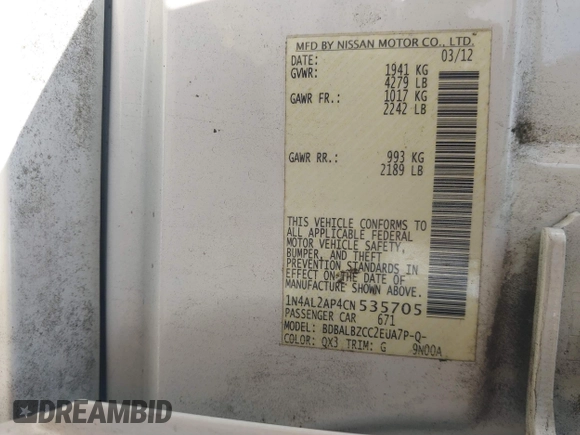 MFD BY NISSAN MOTOR CO., LTD.
DATE: 03/12
GVWR: 1941 KG
4279 LB
GAWR FR.: 1017 KG
2242 LB
GAWR RR.: 993 KG
2189 LB
THIS VEHICLE CONFORMS TO
ALL APPLICABLE FEDERAL
MOTOR VEHICLE SAFETY,
BUMPER, AND THEFT
PREVENTION STANDARDS IN
EFFECT ON THE DATE OF
MANUFACTURE SHOWN ABOVE.
1N4AL2AP4CN535705
PASSENGER CAR 671
MODEL: BDBALBZCC2EUA7P-Q-
COLOR: QX3 TRIM: G 9N00A
DREAMBID